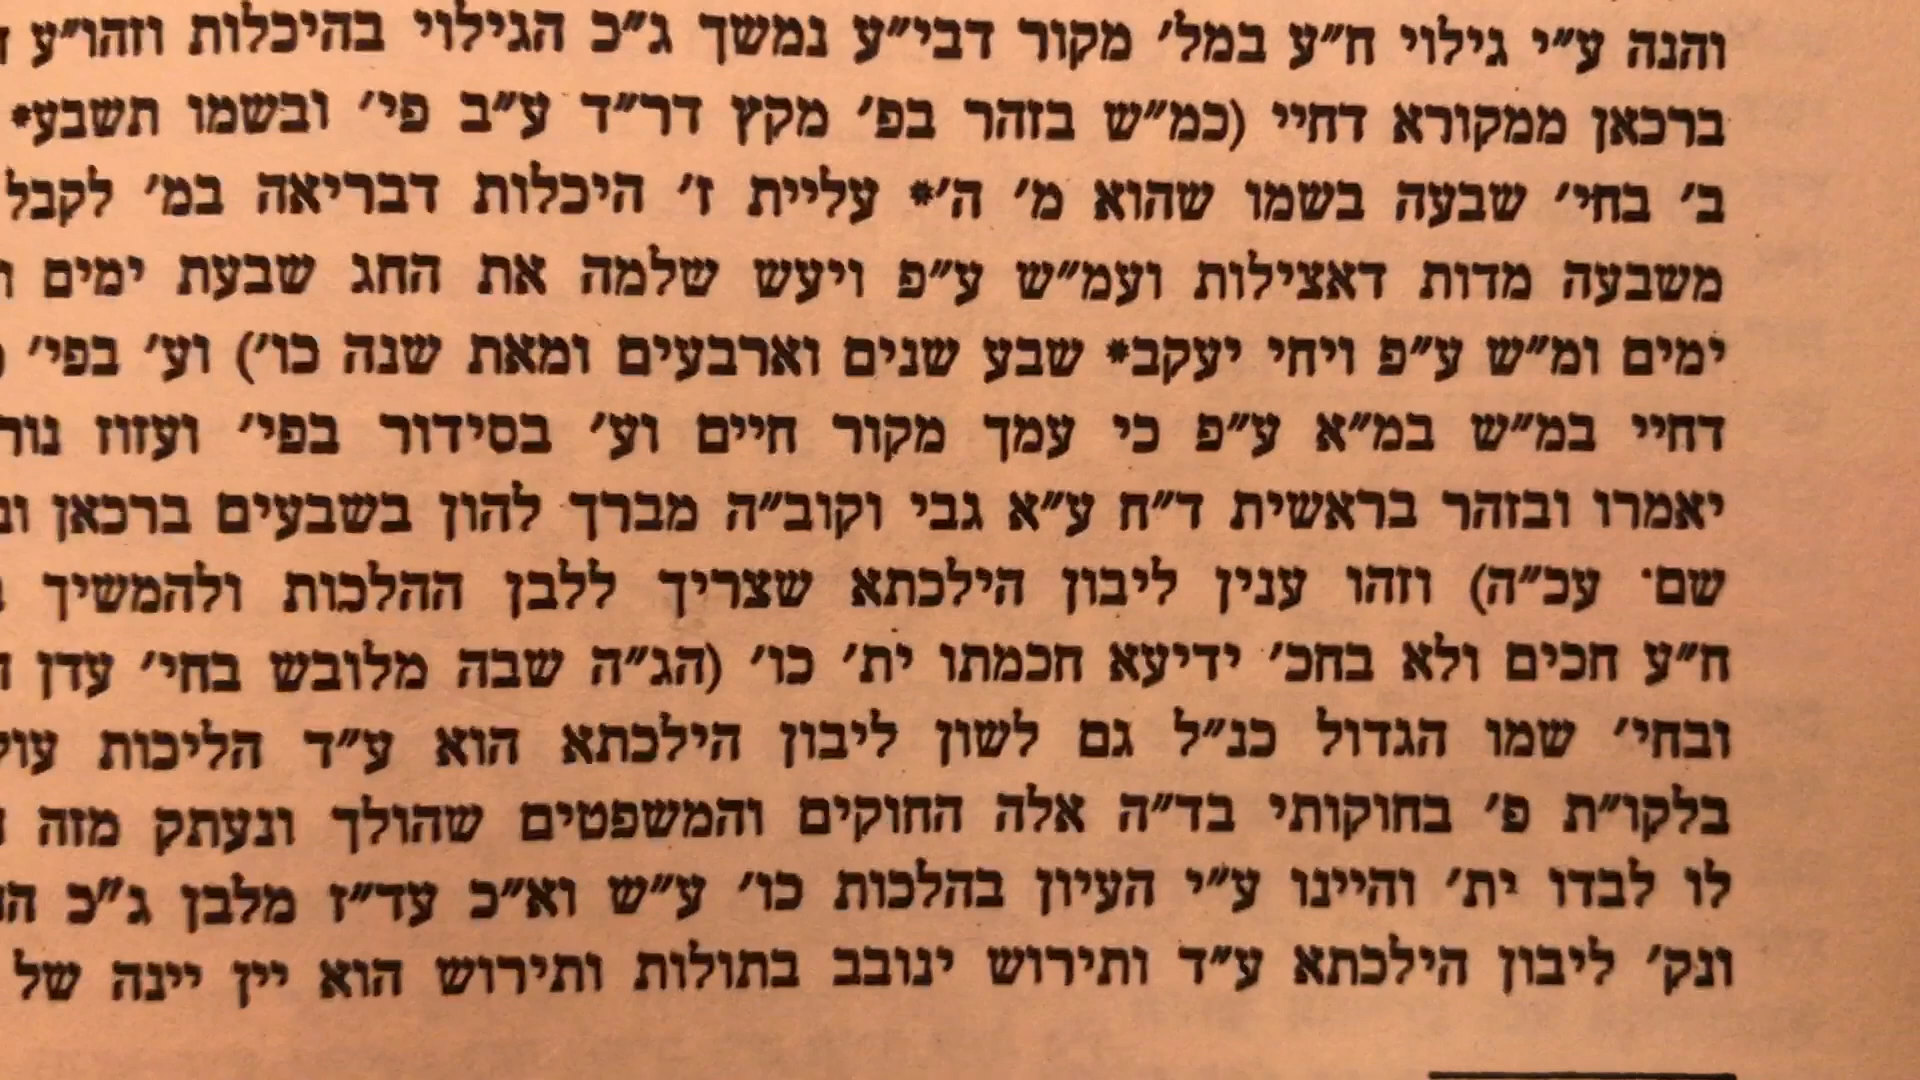 והנה ע״י גילוי ח״ע במל׳ מקור דבי״ע נמשך ג״כ הגילוי בהיכלות וזהו״ע
ברכאן ממקורא דחיי (כמ״ש בזהר בפ׳ מקץ דר״ד ע״ב פי׳ ובשמו תשבע*
ב׳ בחי׳ שבעה בשמו שהוא מ׳ ה׳* עליית ז׳ היכלות דבריאה במ׳ לקבל
משבעה מדות דאצילות ועמ״ש ע״פ ויעש שלמה את החג שבעת ימים
ימים ומ״ש ע״פ ויחי יעקב* שבע שנים וארבעים ומאת שנה כו׳) וע׳ בפי׳
דחיי במ״ש במ״א ע״פ כי עמך מקור חיים וע׳ בסידור בפי׳ ועזוז
יאמרו ובזהר בראשית ד״ח ע״א גבי וקוב״ה מברך להון בשבעים ברכאן
שם׳ עכ״ה) וזהו ענין ליבון הילכתא שצריך ללבן ההלכות ולהמשיך
ח״ע חכים ולא בחכ׳ ידיעא חכמתו ית׳ כו׳ (הג״ה שבה מלובש בחי׳ עדן
ובחי׳ שמו הגדול כנ״ל גם לשון ליבון הילכתא הוא ע״ד הליכות
בלקו״ת פ׳ בחוקותי בד״ה אלה החוקים והמשפטים שהולך ונעתק מזה
לו לבדו ית׳ והיינו ע״י העיון בהלכות כו׳ ע״ש וא״כ עד״ז מלבן ג״כ
ונק׳ ליבון הילכתא ע״ד ותירוש ינובב בתולות ותירוש הוא יין יינה של